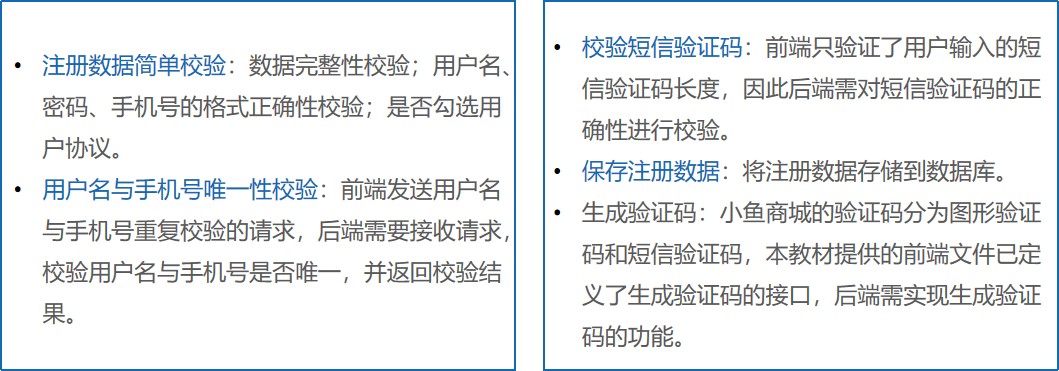 • 注册数据简单校验：数据完整性校验；用户名、
密码、手机号的格式正确性校验；是否勾选用
户协议。
• 用户名与手机号唯一性校验：前端发送用户名
与手机号重复校验的请求，后端需要接收请求，
校验用户名与手机号是否唯一，并返回校验结
果。
• 校验短信验证码：前端只验证了用户输入的短
信验证码长度，因此后端需对短信验证码的正
确性进行校验。
• 保存注册数据：将注册数据存储到数据库。
• 生成验证码：小鱼商城的验证码分为图形验证
码和短信验证码，本教材提供的前端文件已定
义了生成验证码的接口，后端需实现生成验证
码的功能。